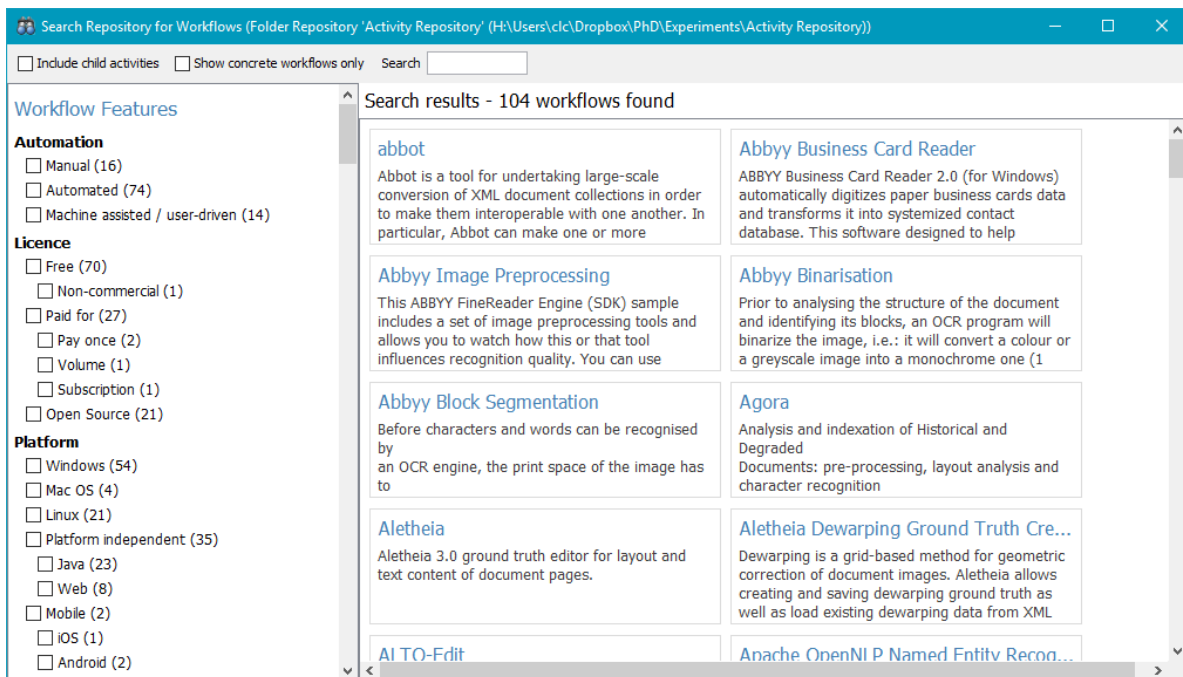 Search Repository for Workflows (Folder Repository 'Activity Repository' (H:\Users\clc\Dropbox\PhD\Experiments\Activity Repository))
Include child activities Show concrete workflows only Search
Workflow Features
Automation
Manual (16)
Automated (74)
Machine assisted / user-driven (14)
Licence
Free (70)
Non-commercial (1)
Paid for (27)
Pay once (2)
Volume (1)
Subscription (1)
Open Source (21)
Platform
Windows (54)
Mac OS (4)
Linux (21)
Platform independent (35)
Java (23)
Web (8)
Mobile (2)
iOS (1)
Android (2)
Search results - 104 workflows found
abbot
Abbot is a tool for undertaking large-scale
conversion of XML document collections in order
to make them interoperable with one another. In
particular, Abbot can make one or more
Abbyy Business Card Reader
ABBYY Business Card Reader 2.0 (for Windows)
automatically digitizes paper business cards data
and transforms it into systemized contact
database. This software designed to help
Abbyy Image Preprocessing
This ABBYY FineReader Engine (SDK) sample
includes a set of image preprocessing tools and
allows you to watch how this or that tool
influences recognition quality. You can use
Abbyy Binarisation
Prior to analysing the structure of the document
and identifying its blocks, an OCR program will
binarize the image, i.e.: it will convert a colour or
a greyscale image into a monochrome one (1
Abbyy Block Segmentation
Before characters and words can be recognised
by
an OCR engine, the print space of the image has
to
Agora
Analysis and indexation of Historical and
Degraded
Documents: pre-processing, layout analysis and
character recognition
Aletheia
Aletheia 3.0 ground truth editor for layout and
text content of document pages.
Aletheia Dewarping Ground Truth Cre...
Dewarping is a grid-based method for geometric
correction of document images. Aletheia allows
creating and saving dewarping ground truth as
well as load existing dewarping data from XML
ALTO-Edit
Apache OpenNLP Named Entity Recog...